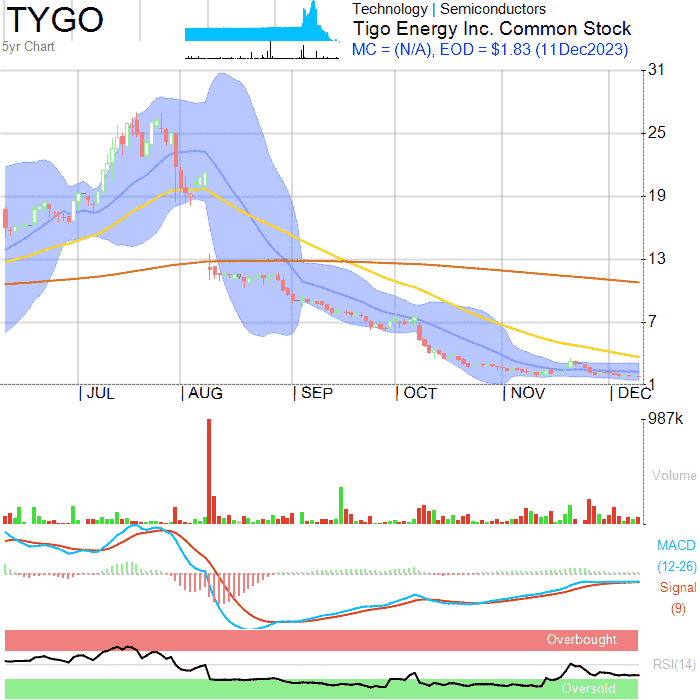 TYGO
5yr Chart
Technology | Semiconductors
Tigo Energy Inc. Common Stock
MC = (N/A), EOD = $1.83 (11Dec2023)
31
25
19
13
7
1
JUL
AUG
SEP
OCT
NOV
DEC
987k
Volume
MACD
(12-26)
Signal
(9)
Overbought
RSI(14)
Oversold